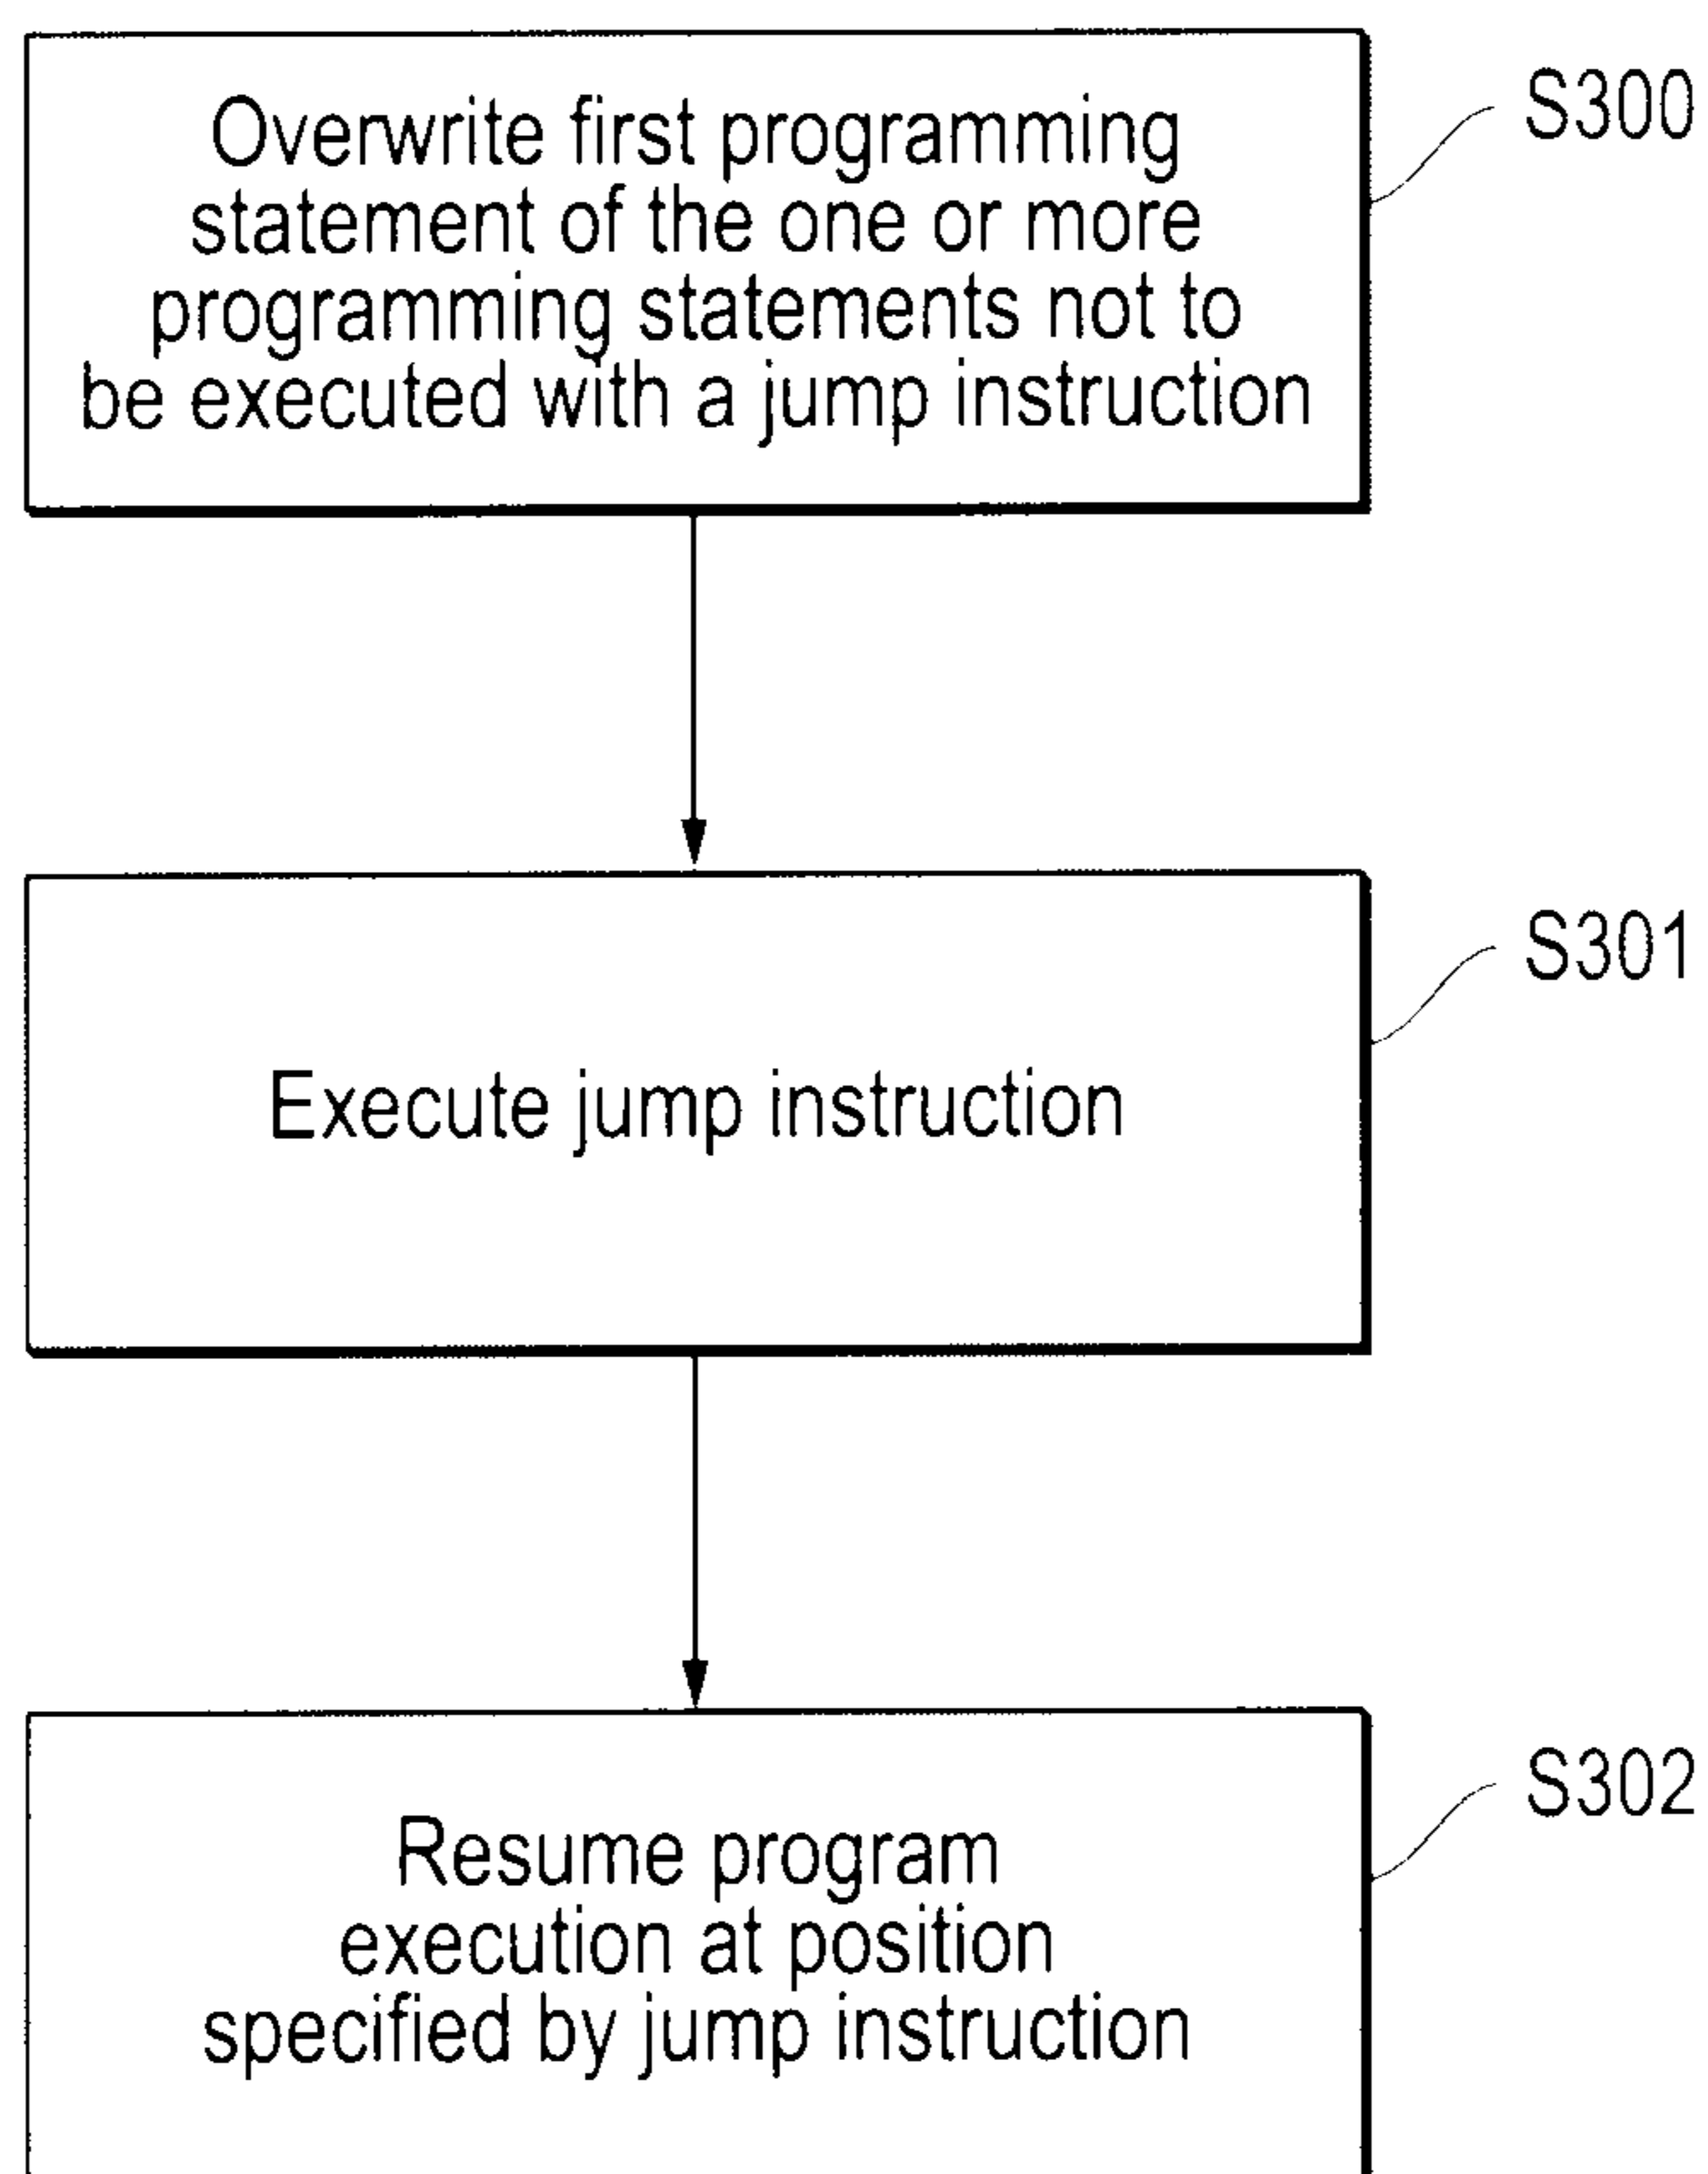 Overwrite first programming
statement of the one or more
programming statements not to
be executed with a jump instruction
S300
Execute jump instruction
S301
Resume program
execution at position
specified by jump instruction
S302